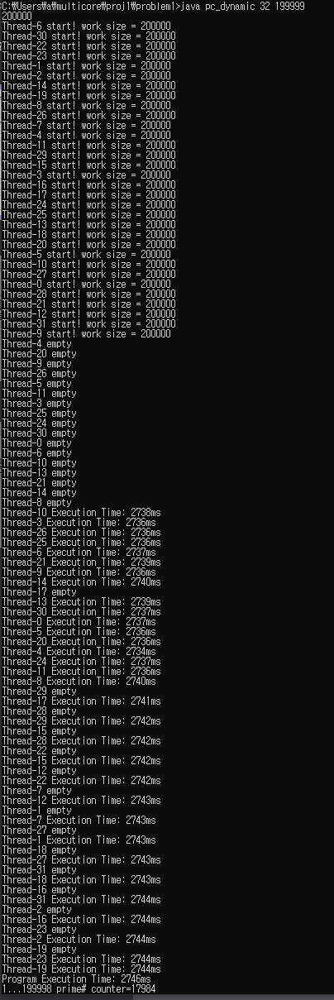 C:₩Users₩a₩multicore₩proj1₩problem1>java pc_dynamic 32 199999
200000
Thread-6 start! work size = 200000
Thread-30 start! work size = 200000
Thread-22 start! work size = 200000
Thread-23 start! work size = 200000
Thread-1 start! work size = 200000
Thread-2 start! work size = 200000
Thread-14 start! work size = 200000
Thread-19 start! work size = 200000
Thread-8 start! work size = 200000
Thread-26 start! work size = 200000
Thread-7 start! work size = 200000
Thread-4 start! work size = 200000
Thread-11 start! work size = 200000
Thread-29 start! work size = 200000
Thread-15 start! work size = 200000
Thread-3 start! work size = 200000
Thread-16 start! work size = 200000
Thread-17 start! work size = 200000
Thread-24 start! work size = 200000
Thread-25 start! work size = 200000
Thread-13 start! work size = 200000
Thread-18 start! work size = 200000
Thread-20 start! work size = 200000
Thread-5 start! work size = 200000
Thread-10 start! work size = 200000
Thread-27 start! work size = 200000
Thread-0 start! work size = 200000
Thread-28 start! work size = 200000
Thread-21 start! work size = 200000
Thread-12 start! work size = 200000
Thread-31 start! work size = 200000
Thread-9 start! work size = 200000
Thread-4 empty
Thread-20 empty
Thread-9 empty
Thread-26 empty
Thread-5 empty
Thread-11 empty
Thread-3 empty
Thread-25 empty
Thread-24 empty
Thread-30 empty
Thread-0 empty
Thread-6 empty
Thread-10 empty
Thread-13 empty
Thread-21 empty
Thread-14 empty
Thread-8 empty
Thread-10 Execution Time: 2738ms
Thread-3 Execution Time: 2736ms
Thread-26 Execution Time: 2736ms
Thread-25 Execution Time: 2736ms
Thread-6 Execution Time: 2737ms
Thread-21 Execution Time: 2739ms
Thread-9 Execution Time: 2736ms
Thread-14 Execution Time: 2740ms
Thread-17 empty
Thread-13 Execution Time: 2739ms
Thread-30 Execution Time: 2737ms
Thread-0 Execution Time: 2737ms
Thread-5 Execution Time: 2736ms
Thread-20 Execution Time: 2736ms
Thread-4 Execution Time: 2734ms
Thread-24 Execution Time: 2737ms
Thread-11 Execution Time: 2736ms
Thread-8 Execution Time: 2740ms
Thread-29 empty
Thread-17 Execution Time: 2741ms
Thread-28 empty
Thread-29 Execution Time: 2742ms
Thread-15 empty
Thread-28 Execution Time: 2742ms
Thread-22 empty
Thread-15 Execution Time: 2742ms
Thread-12 empty
Thread-22 Execution Time: 2742ms
Thread-7 empty
Thread-12 Execution Time: 2743ms
Thread-1 empty
Thread-7 Execution Time: 2743ms
Thread-27 empty
Thread-1 Execution Time: 2743ms
Thread-18 empty
Thread-27 Execution Time: 2743ms
Thread-31 empty
Thread-18 Execution Time: 2743ms
Thread-16 empty
Thread-31 Execution Time: 2744ms
Thread-2 empty
Thread-16 Execution Time: 2744ms
Thread-23 empty
Thread-2 Execution Time: 2744ms
Thread-19 empty
Thread-23 Execution Time: 2744ms
Thread-19 Execution Time: 2744ms
Program Execution Time: 2746ms
1...199998 prime# counter=17984